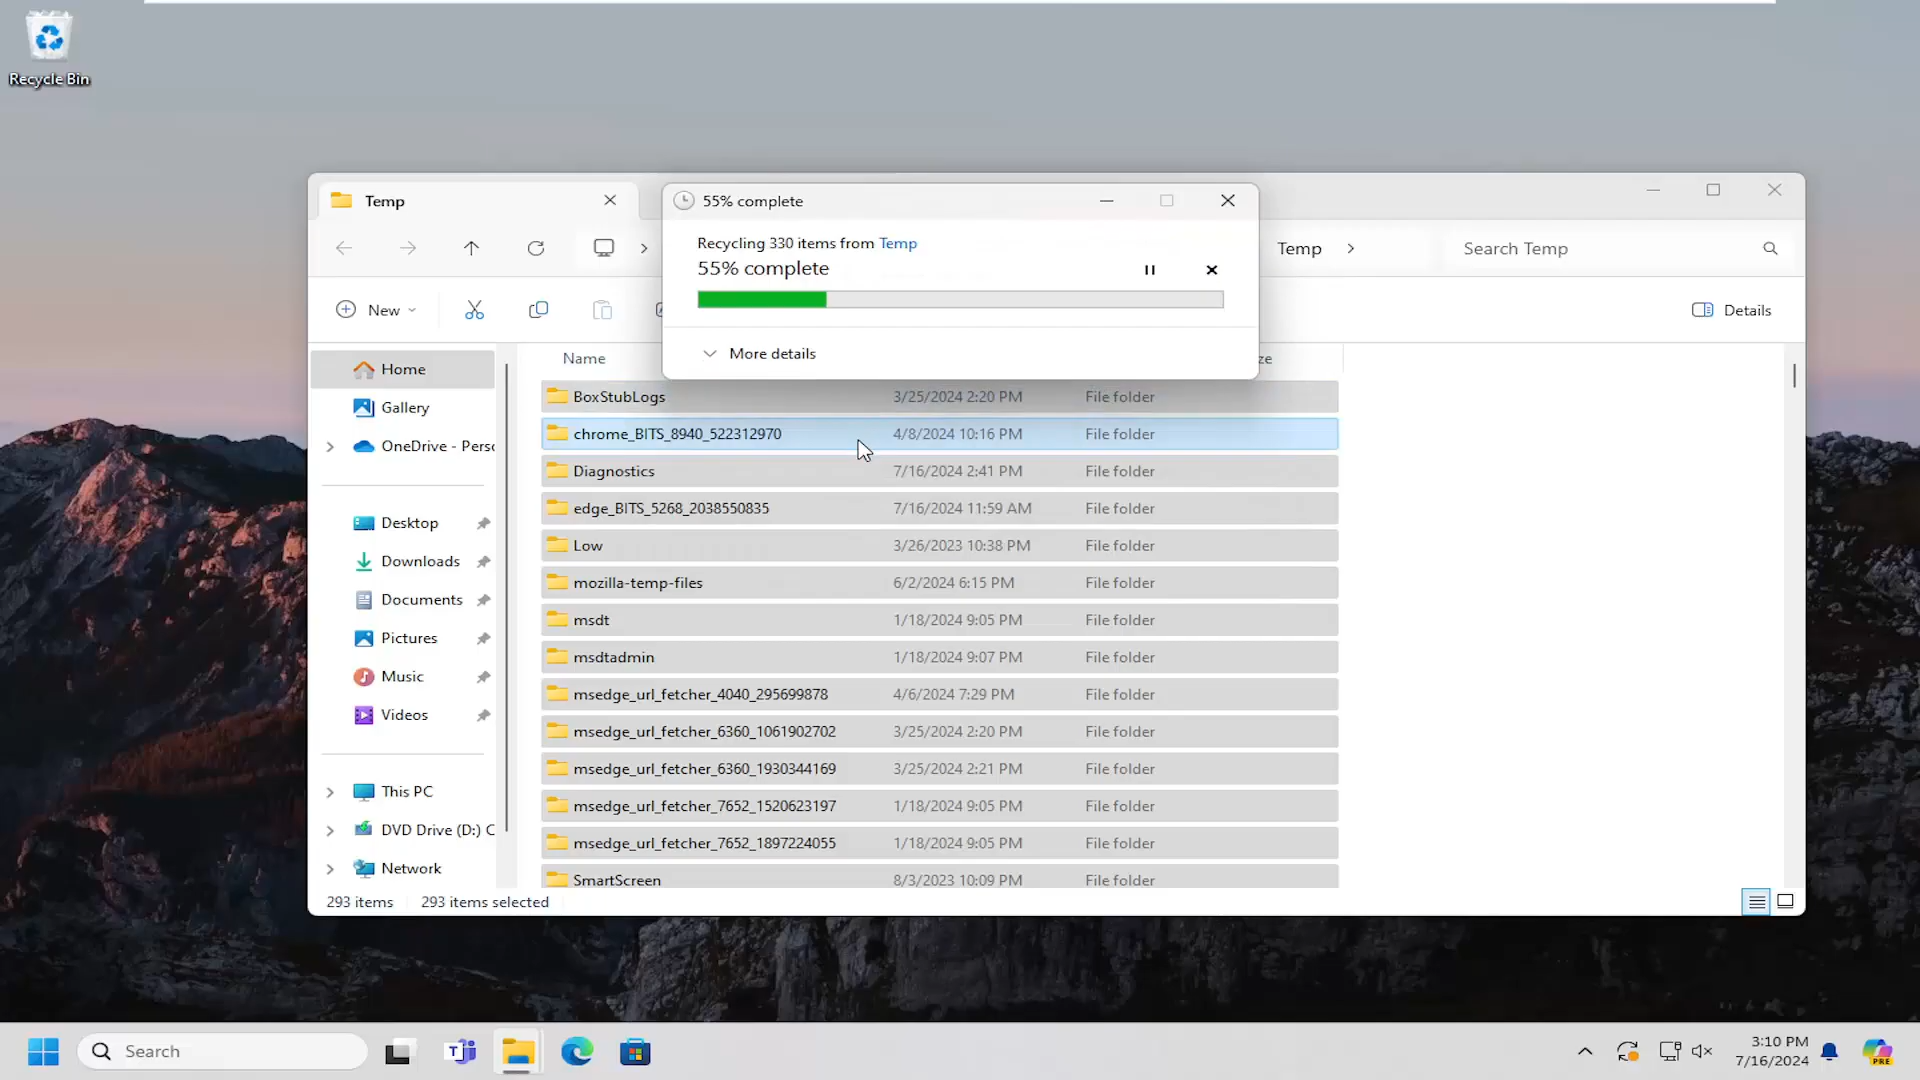 Recycle Bin
Temp
55% complete
Recycling 330 items from Temp
55% complete
More details
Temp
Search Temp
New
Details
Name
ze
Home
Gallery
OneDrive - Perso
Desktop
Downloads
Documents
Pictures
Music
Videos
This PC
DVD Drive (D:) C
Network
BoxStubLogs 3/25/2024 2:20 PM File folder
chrome_BITS_8940_522312970 4/8/2024 10:16 PM File folder
Diagnostics 7/16/2024 2:41 PM File folder
edge_BITS_5268_2038550835 7/16/2024 11:59 AM File folder
Low 3/26/2023 10:38 PM File folder
mozilla-temp-files 6/2/2024 6:15 PM File folder
msdt 1/18/2024 9:05 PM File folder
msdtadmin 1/18/2024 9:07 PM File folder
msedge_url_fetcher_4040_295699878 4/6/2024 7:29 PM File folder
msedge_url_fetcher_6360_1061902702 3/25/2024 2:20 PM File folder
msedge_url_fetcher_6360_1930344169 3/25/2024 2:21 PM File folder
msedge_url_fetcher_7652_1520623197 1/18/2024 9:05 PM File folder
msedge_url_fetcher_7652_1897224055 1/18/2024 9:05 PM File folder
SmartScreen 8/3/2023 10:09 PM File folder
293 items 293 items selected
Search
3:10 PM
7/16/2024
PRE